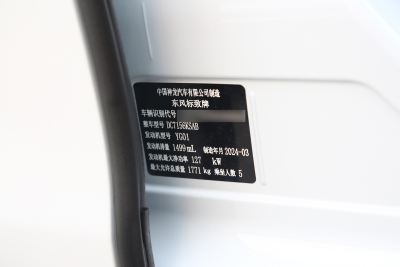 中国神龙汽车有限公司制造
东风标致牌
车辆识别代号
整车型号 DC7156KSAB
发动机型号 YG01
发动机排量 1499 mL 制造年月 2024-03
发动机最大净功率 127 kW
最大允许总质量 1771 kg 乘坐人数 5